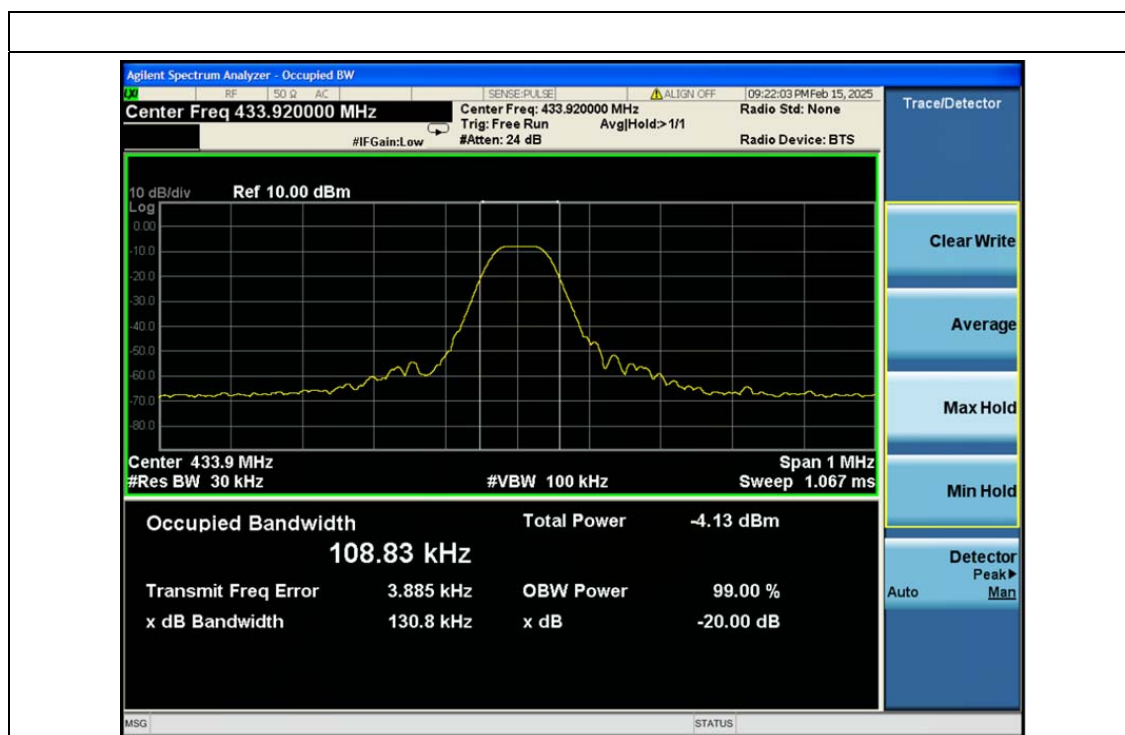 Agilent Spectrum Analyzer - Occupied BW
LXI RF 50 Ω AC SENSE:PULSE ALIGN OFF 09:22:03 PM Feb 15, 2025
Center Freq 433.920000 MHz Center Freq: 433.920000 MHz Radio Std: None
Trig: Free Run Avg|Hold:>1/1
#IFGain:Low #Atten: 24 dB Radio Device: BTS
Trace/Detector
10 dB/div Ref 10.00 dBm
Log
0.00
-10.0
-20.0
-30.0
-40.0
-50.0
-60.0
-70.0
-80.0
Center 433.9 MHz Span 1 MHz
#Res BW 30 kHz #VBW 100 kHz Sweep 1.067 ms
Clear Write
Average
Max Hold
Min Hold
Detector
Peak▶
Auto Man
Occupied Bandwidth Total Power -4.13 dBm
108.83 kHz
Transmit Freq Error 3.885 kHz OBW Power 99.00 %
x dB Bandwidth 130.8 kHz x dB -20.00 dB
MSG STATUS